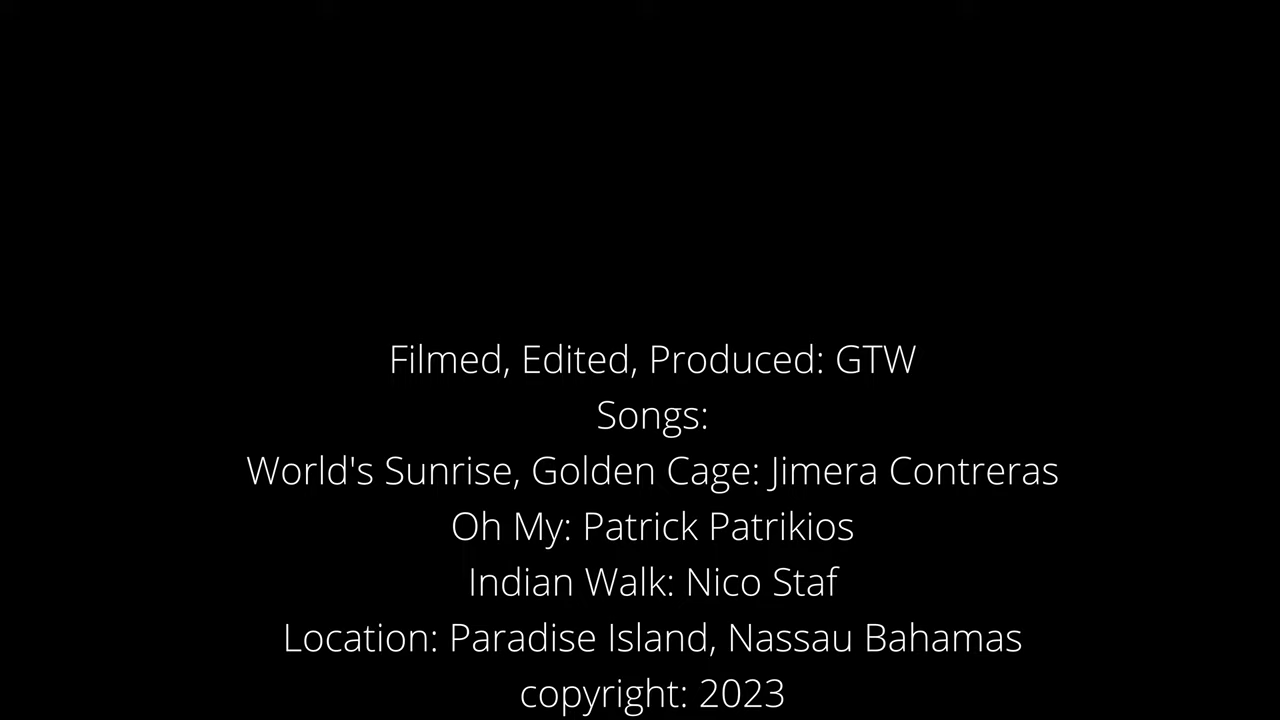 Filmed, Edited, Produced: GTW
Songs:
World's Sunrise, Golden Cage: Jimera Contreras
Oh My: Patrick Patrikios
Indian Walk: Nico Staf
Location: Paradise Island, Nassau Bahamas
copyright: 2023